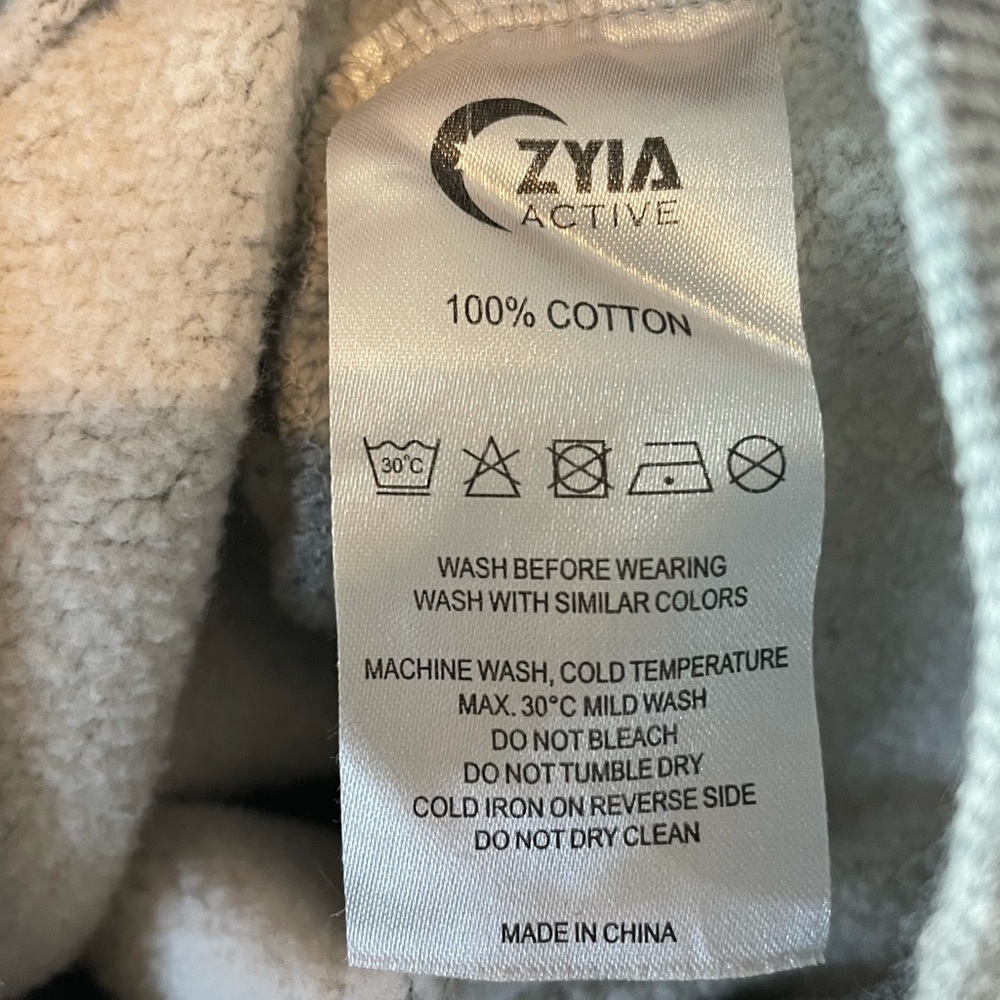 ZYIA
ACTIVE
100% COTTON
30°C
WASH BEFORE WEARING
WASH WITH SIMILAR COLORS
MACHINE WASH, COLD TEMPERATURE
MAX. 30°C MILD WASH
DO NOT BLEACH
DO NOT TUMBLE DRY
COLD IRON ON REVERSE SIDE
DO NOT DRY CLEAN
MADE IN CHINA